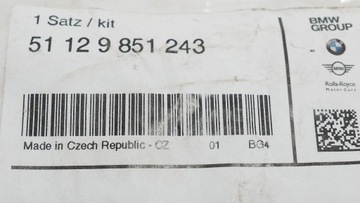 1 Satz / kit
51 12 9 851 243
BMW
GROUP
MINI
Rolls-Royce
Motor Cars
Made in Czech Republic - CZ 01 BG4